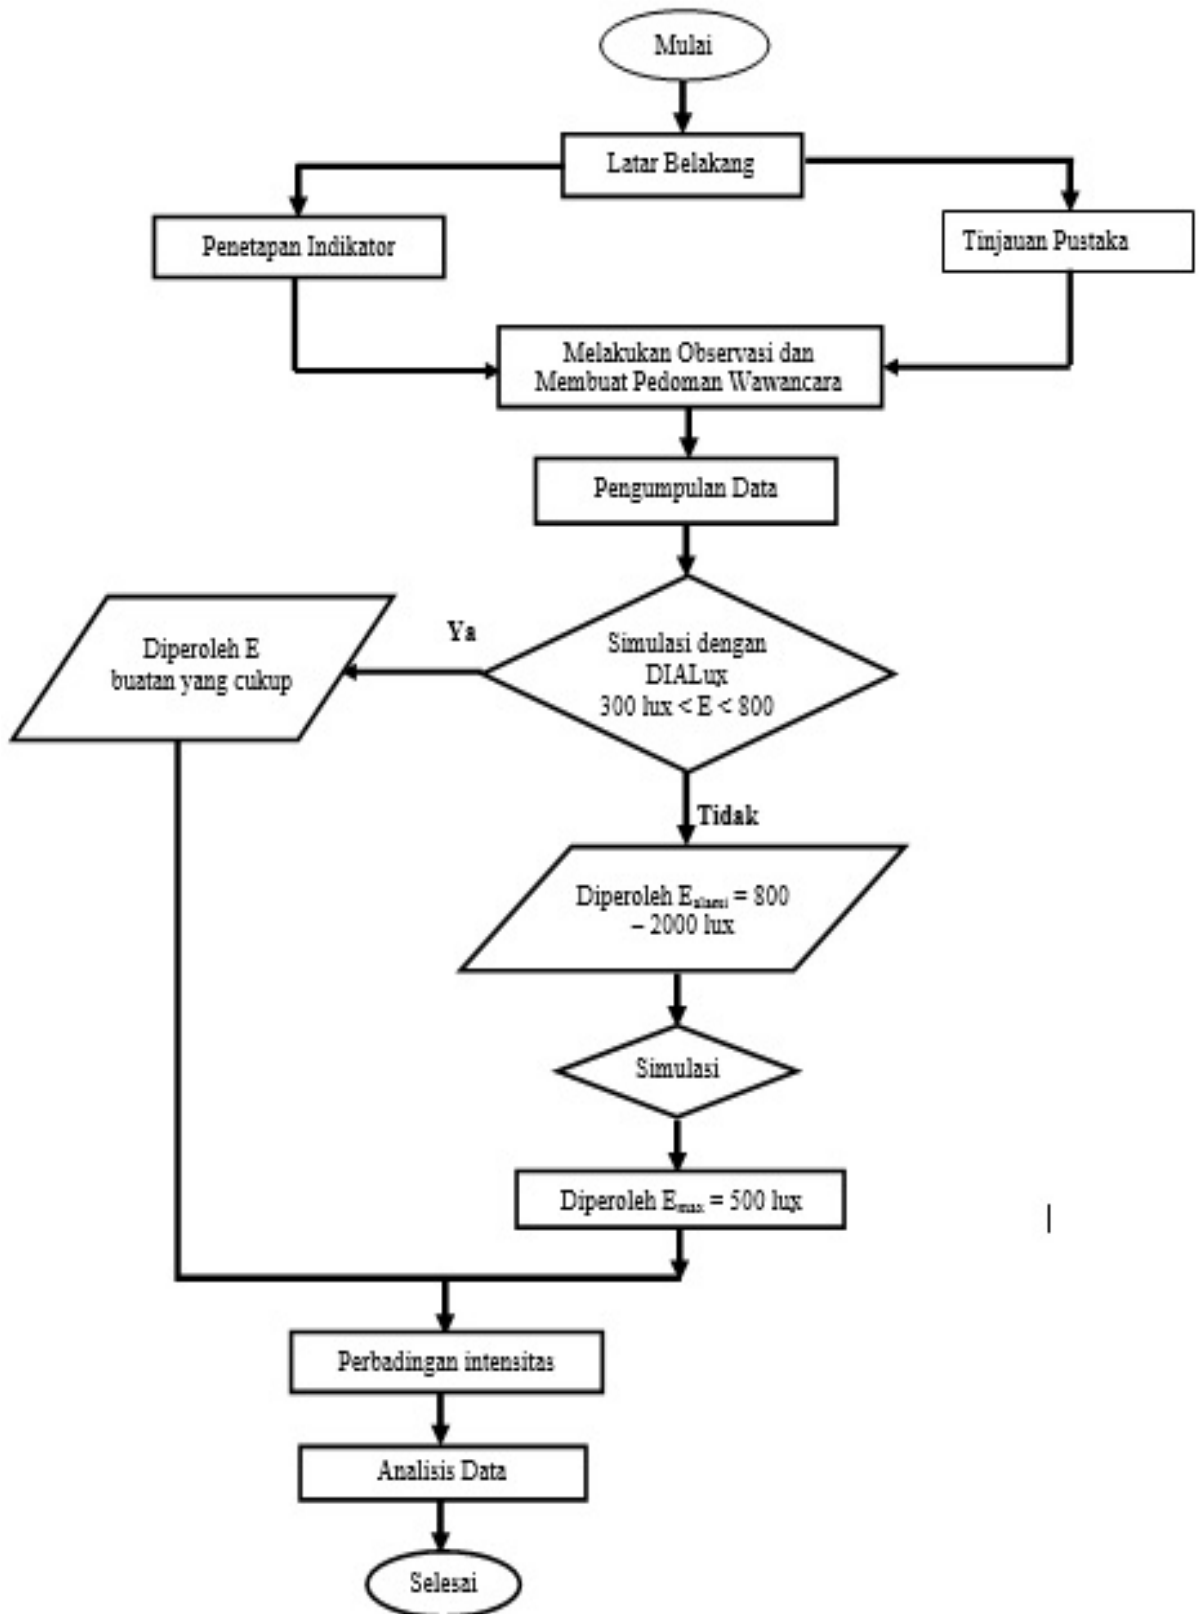 Mulai
Latar Belakang
Penetapan Indikator
Tinjauan Pustaka
Melakukan Observasi dan
Membuat Pedoman Wawancara
Pengumpulan Data
Ya
Simulasi dengan
DIALux
300 lux < E < 800
Diperoleh E
buatan yang cukup
Tidak
Diperoleh Ealami = 800
– 2000 lux
Simulasi
Diperoleh Emax = 500 lux
Perbadingan intensitas
Analisis Data
Selesai